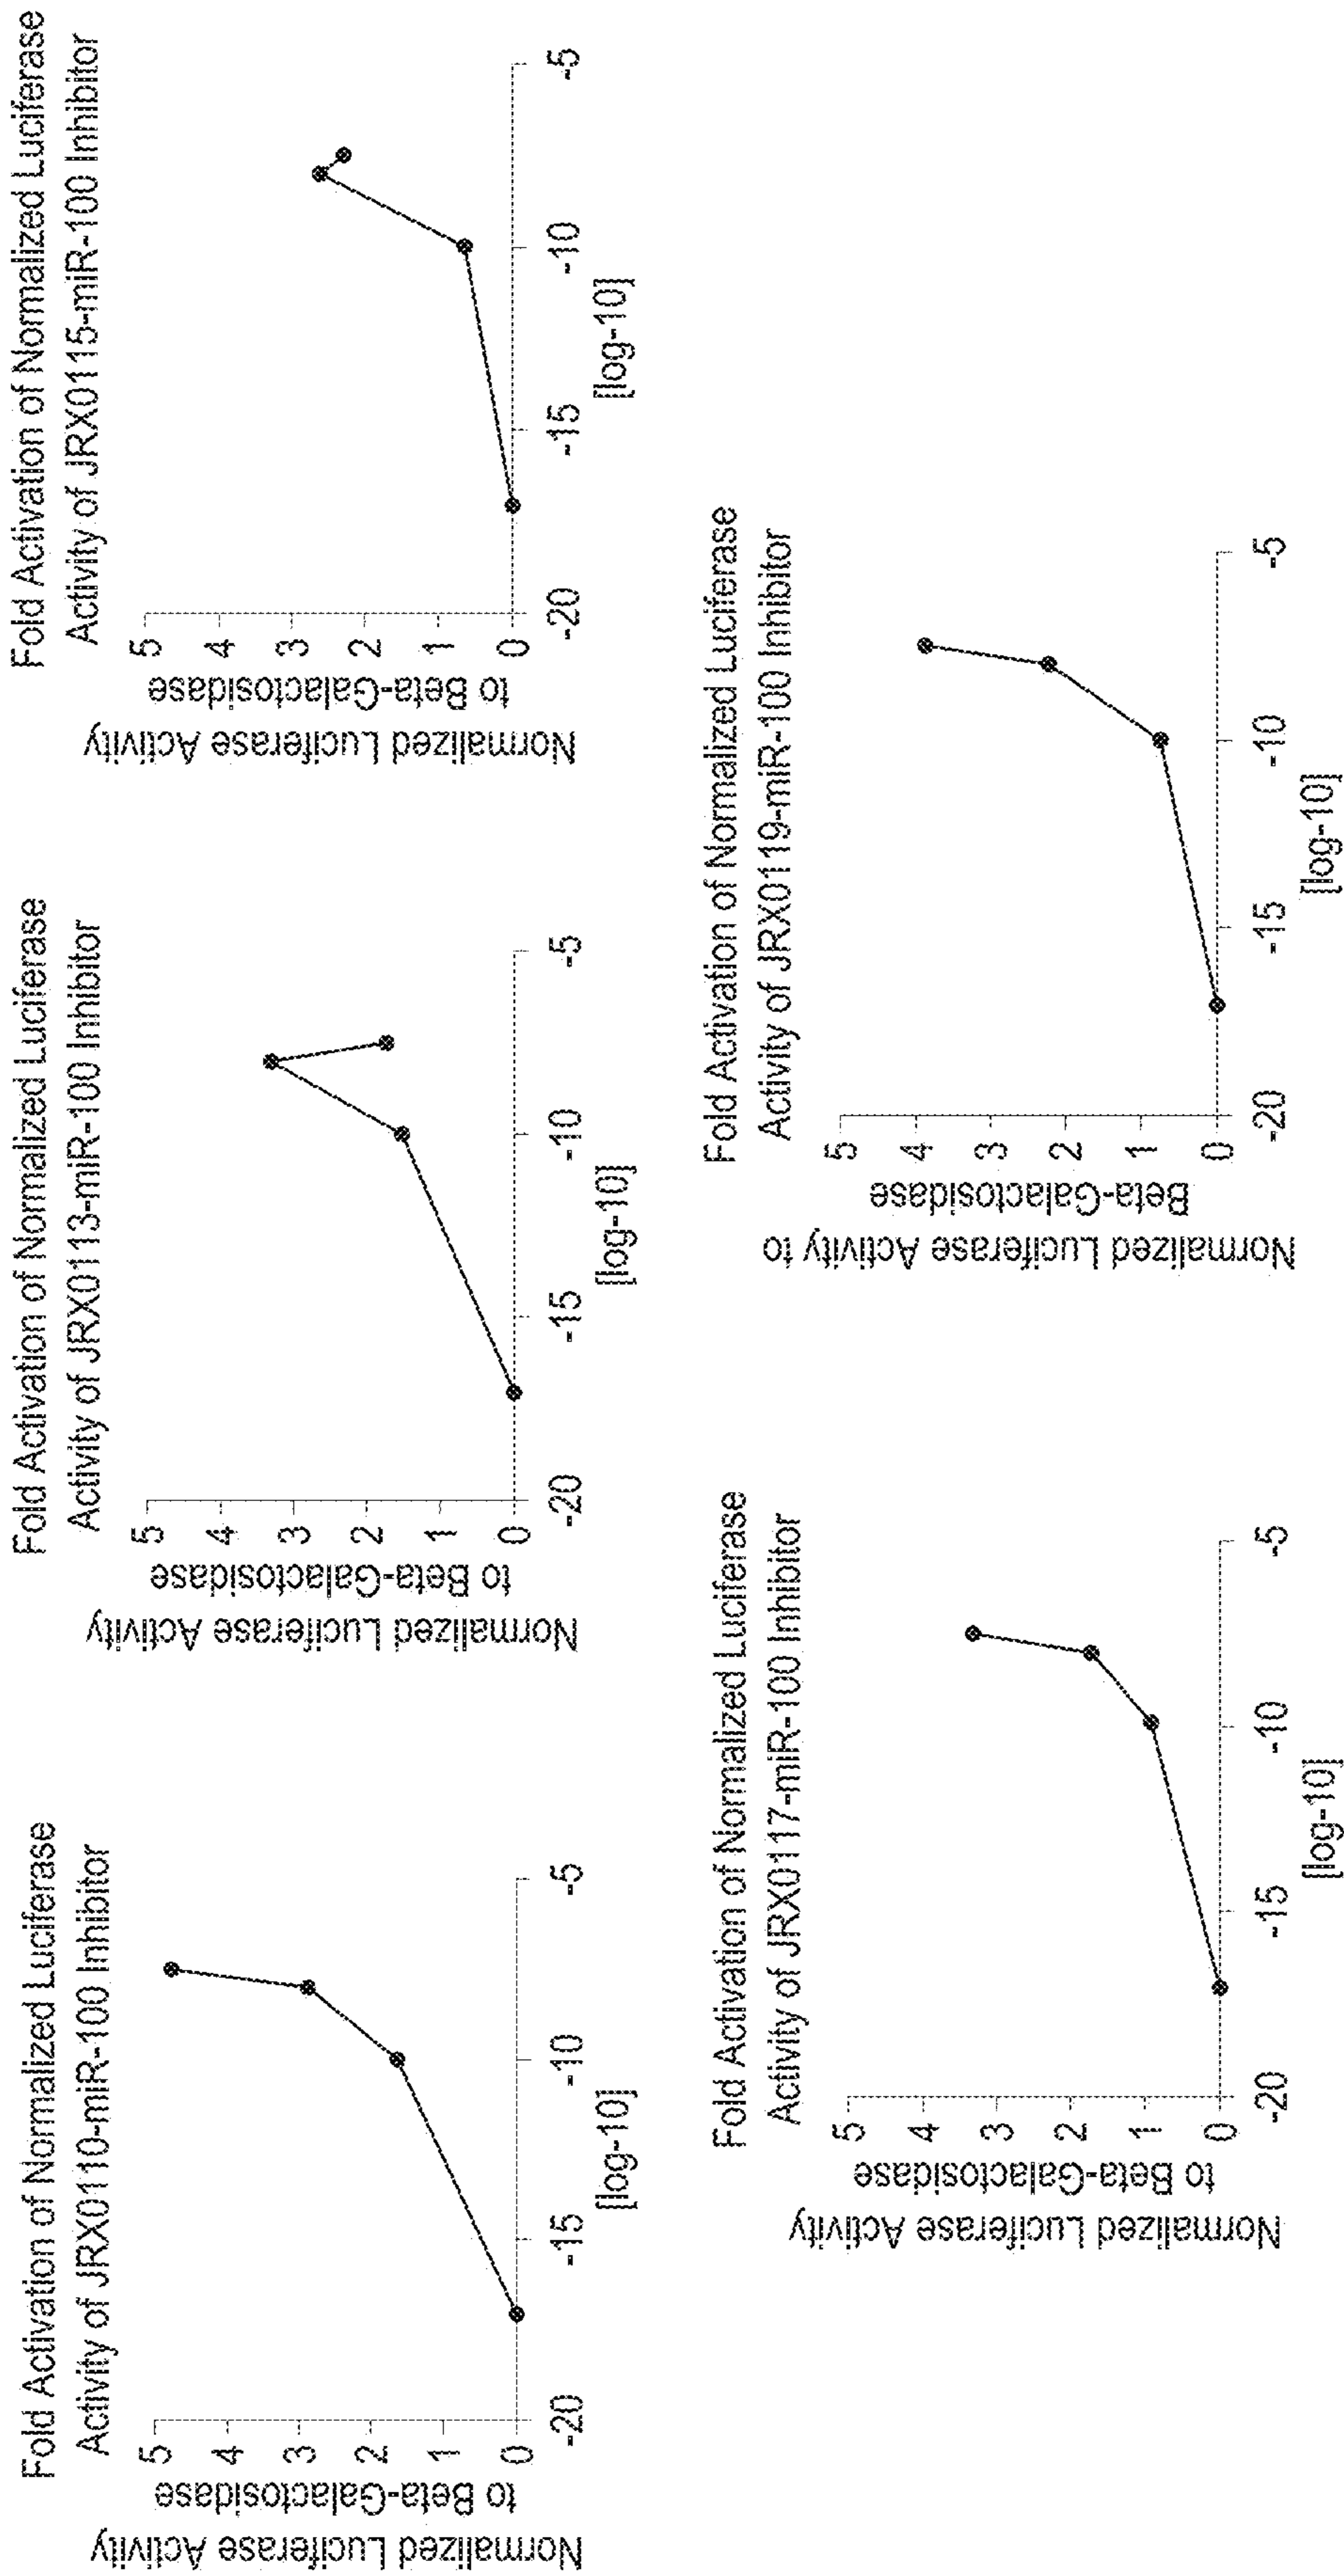 Fold Activation of Normalized Luciferase
Activity of JRX0110-miR-100 Inhibitor
Normalized Luciferase Activity
to Beta-Galactosidase
5
4
3
2
1
0
-20
-15
-10
-5
[log-10]
Fold Activation of Normalized Luciferase
Activity of JRX0113-miR-100 Inhibitor
Normalized Luciferase Activity
to Beta-Galactosidase
5
4
3
2
1
0
-20
-15
-10
-5
[log-10]
Fold Activation of Normalized Luciferase
Activity of JRX0115-miR-100 Inhibitor
Normalized Luciferase Activity
to Beta-Galactosidase
5
4
3
2
1
0
-20
-15
-10
-5
[log-10]
Fold Activation of Normalized Luciferase
Activity of JRX0117-miR-100 Inhibitor
Normalized Luciferase Activity
to Beta-Galactosidase
5
4
3
2
1
0
-20
-15
-10
-5
[log-10]
Fold Activation of Normalized Luciferase
Activity of JRX0119-miR-100 Inhibitor
Normalized Luciferase Activity to
Beta-Galactosidase
5
4
3
2
1
0
-20
-15
-10
-5
[log-10]